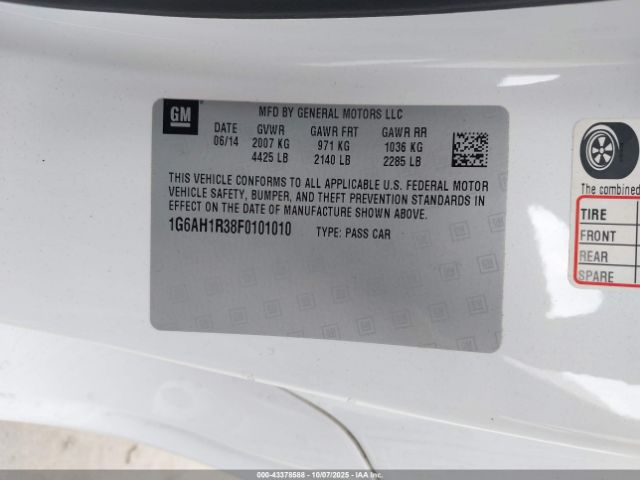 GM
MFD BY GENERAL MOTORS LLC
DATE GVWR GAWR FRT GAWR RR
06/14 2007 KG 971 KG 1036 KG
4425 LB 2140 LB 2285 LB
THIS VEHICLE CONFORMS TO ALL APPLICABLE U.S. FEDERAL MOTOR
VEHICLE SAFETY, BUMPER, AND THEFT PREVENTION STANDARDS IN
EFFECT ON THE DATE OF MANUFACTURE SHOWN ABOVE.
1G6AH1R38F0101010 TYPE: PASS CAR
The combined
TIRE
FRONT
REAR
SPARE
000-43378588 - 10/07/2025 - IAAI.COM